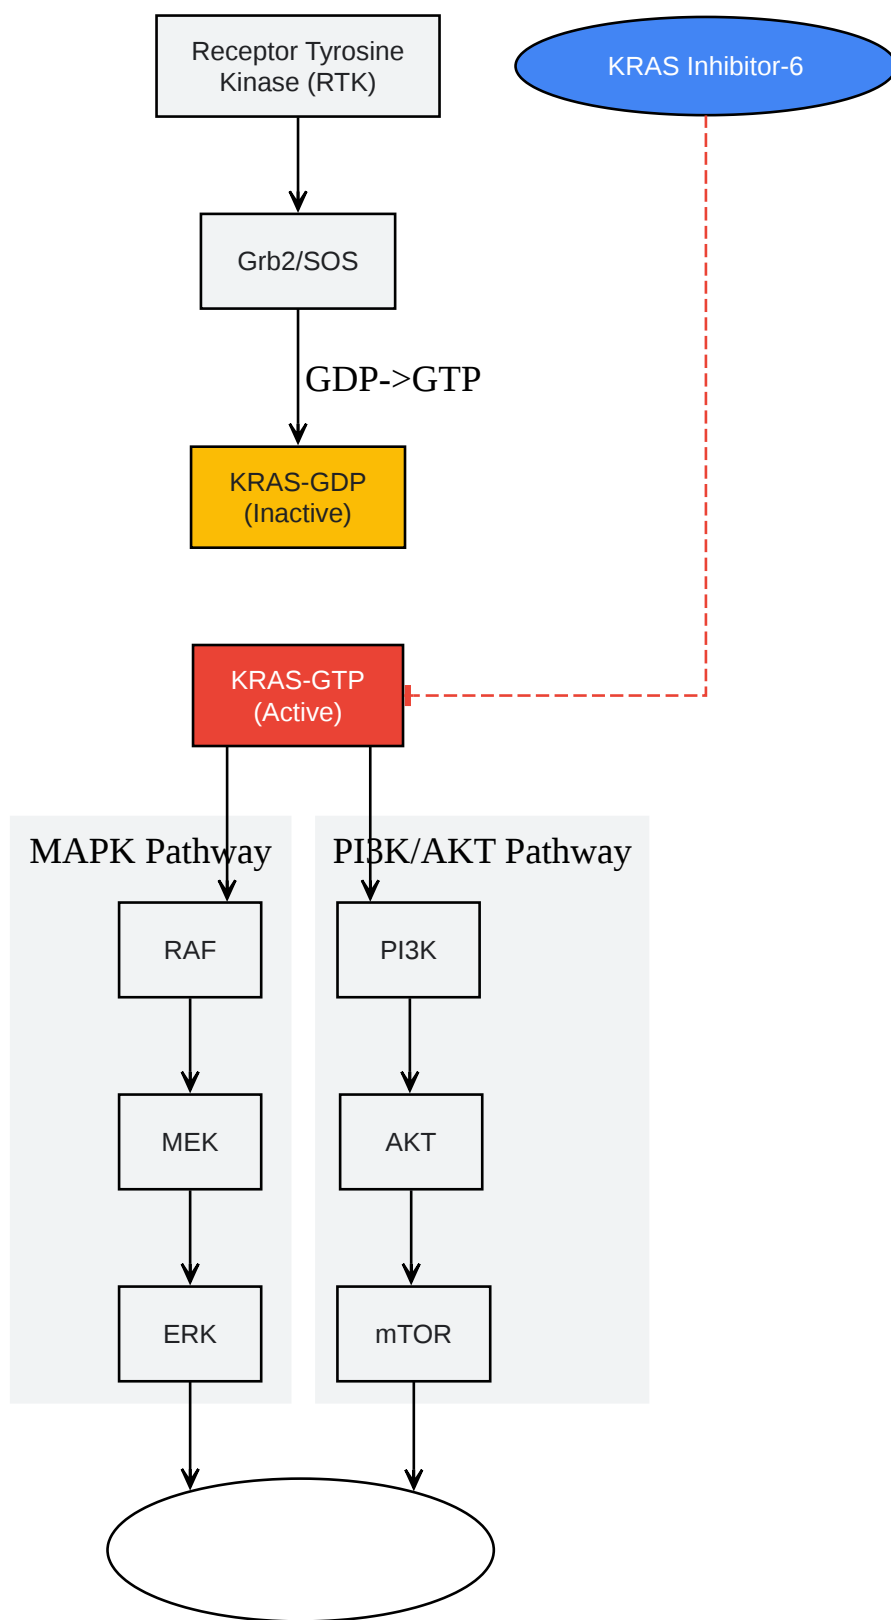 Receptor Tyrosine
Kinase (RTK)
KRAS Inhibitor-6
Grb2/SOS
GDP->GTP
KRAS-GDP
(Inactive)
KRAS-GTP
(Active)
MAPK Pathway
PI3K/AKT Pathway
RAF
PI3K
MEK
AKT
ERK
mTOR